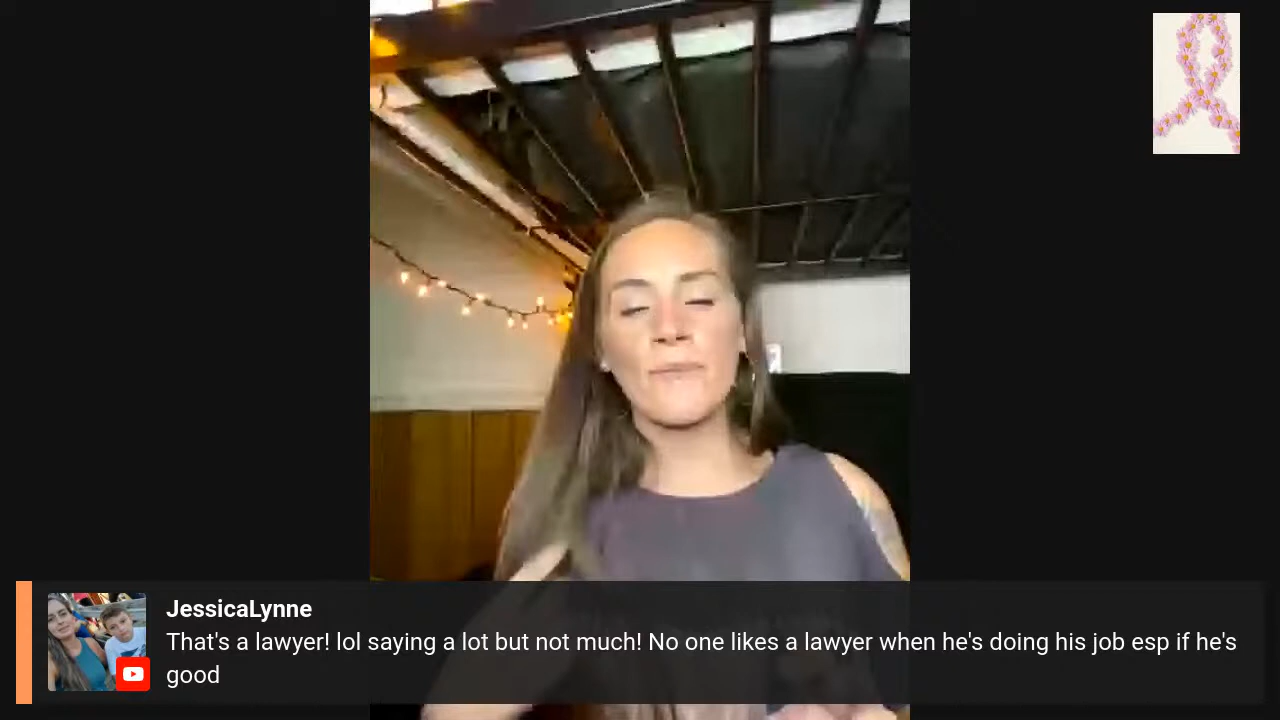 JessicaLynne
That's a lawyer! lol saying a lot but not much! No one likes a lawyer when he's doing his job esp if he's
good